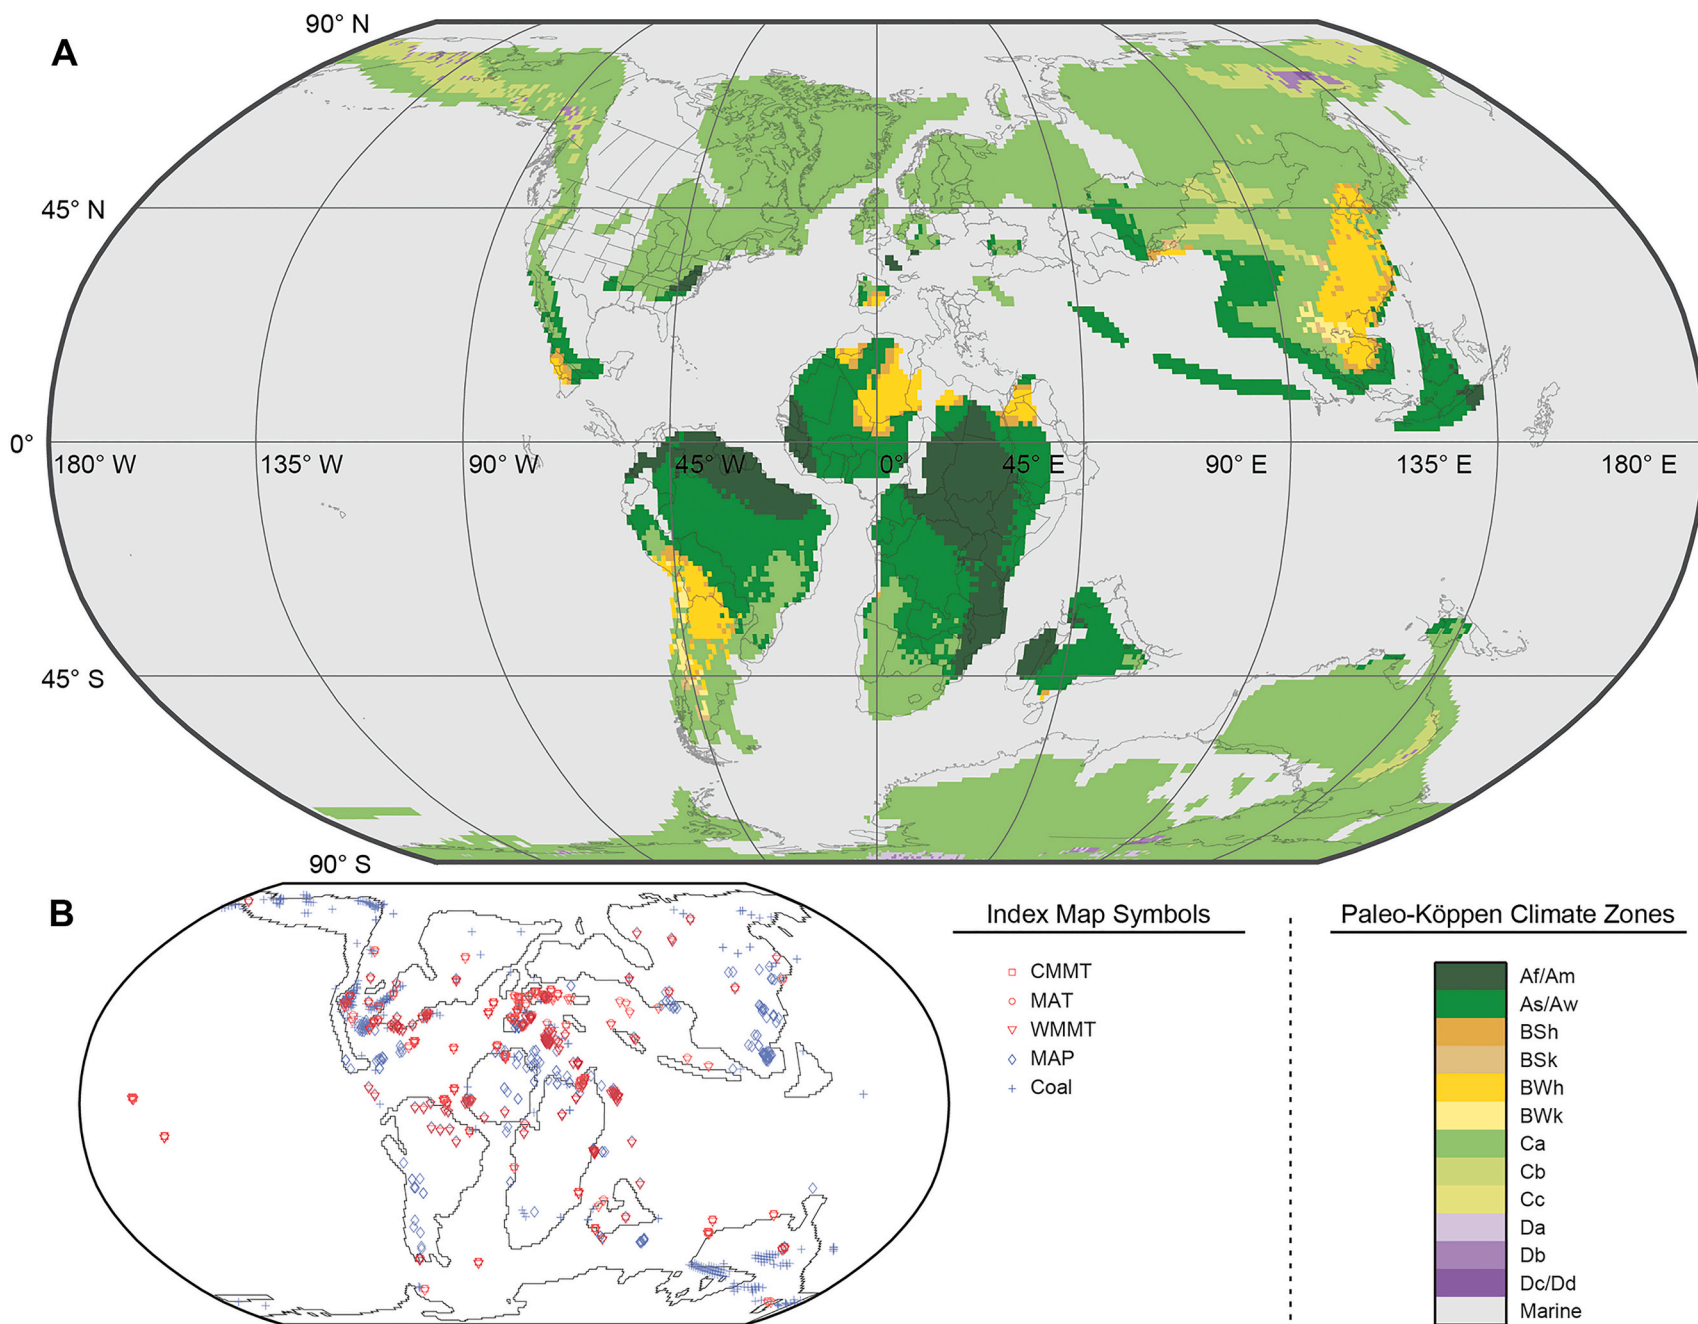 90° N
A
45° N
0°
180° W
135° W
90° W
45° W
0°
45° E
90° E
135° E
180° E
45° S
90° S
B
Index Map Symbols
CMMT
MAT
WMMT
MAP
Coal
Paleo-Köppen Climate Zones
Af/Am
As/Aw
BSh
BSk
BWh
BWk
Ca
Cb
Cc
Da
Db
Dc/Dd
Marine